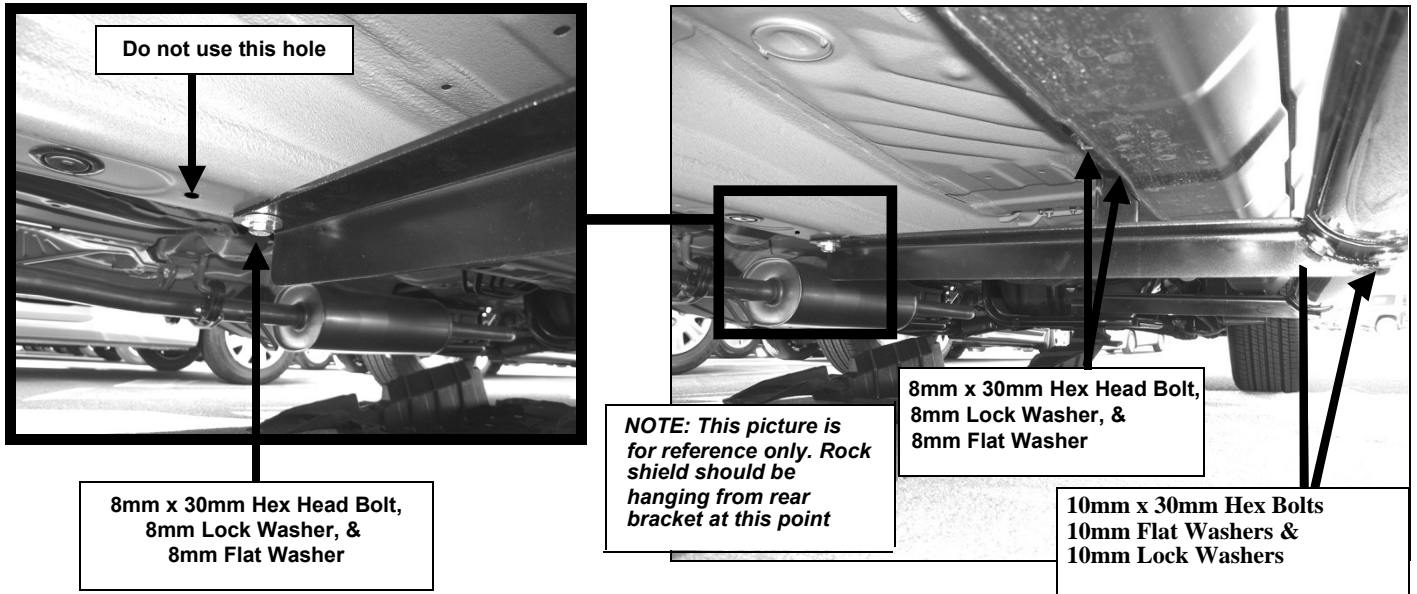 Do not use this hole
8mm x 30mm Hex Head Bolt,
8mm Lock Washer, &
8mm Flat Washer
NOTE: This picture is
for reference only. Rock
shield should be
hanging from rear
bracket at this point
8mm x 30mm Hex Head Bolt,
8mm Lock Washer, &
8mm Flat Washer
10mm x 30mm Hex Bolts
10mm Flat Washers &
10mm Lock Washers